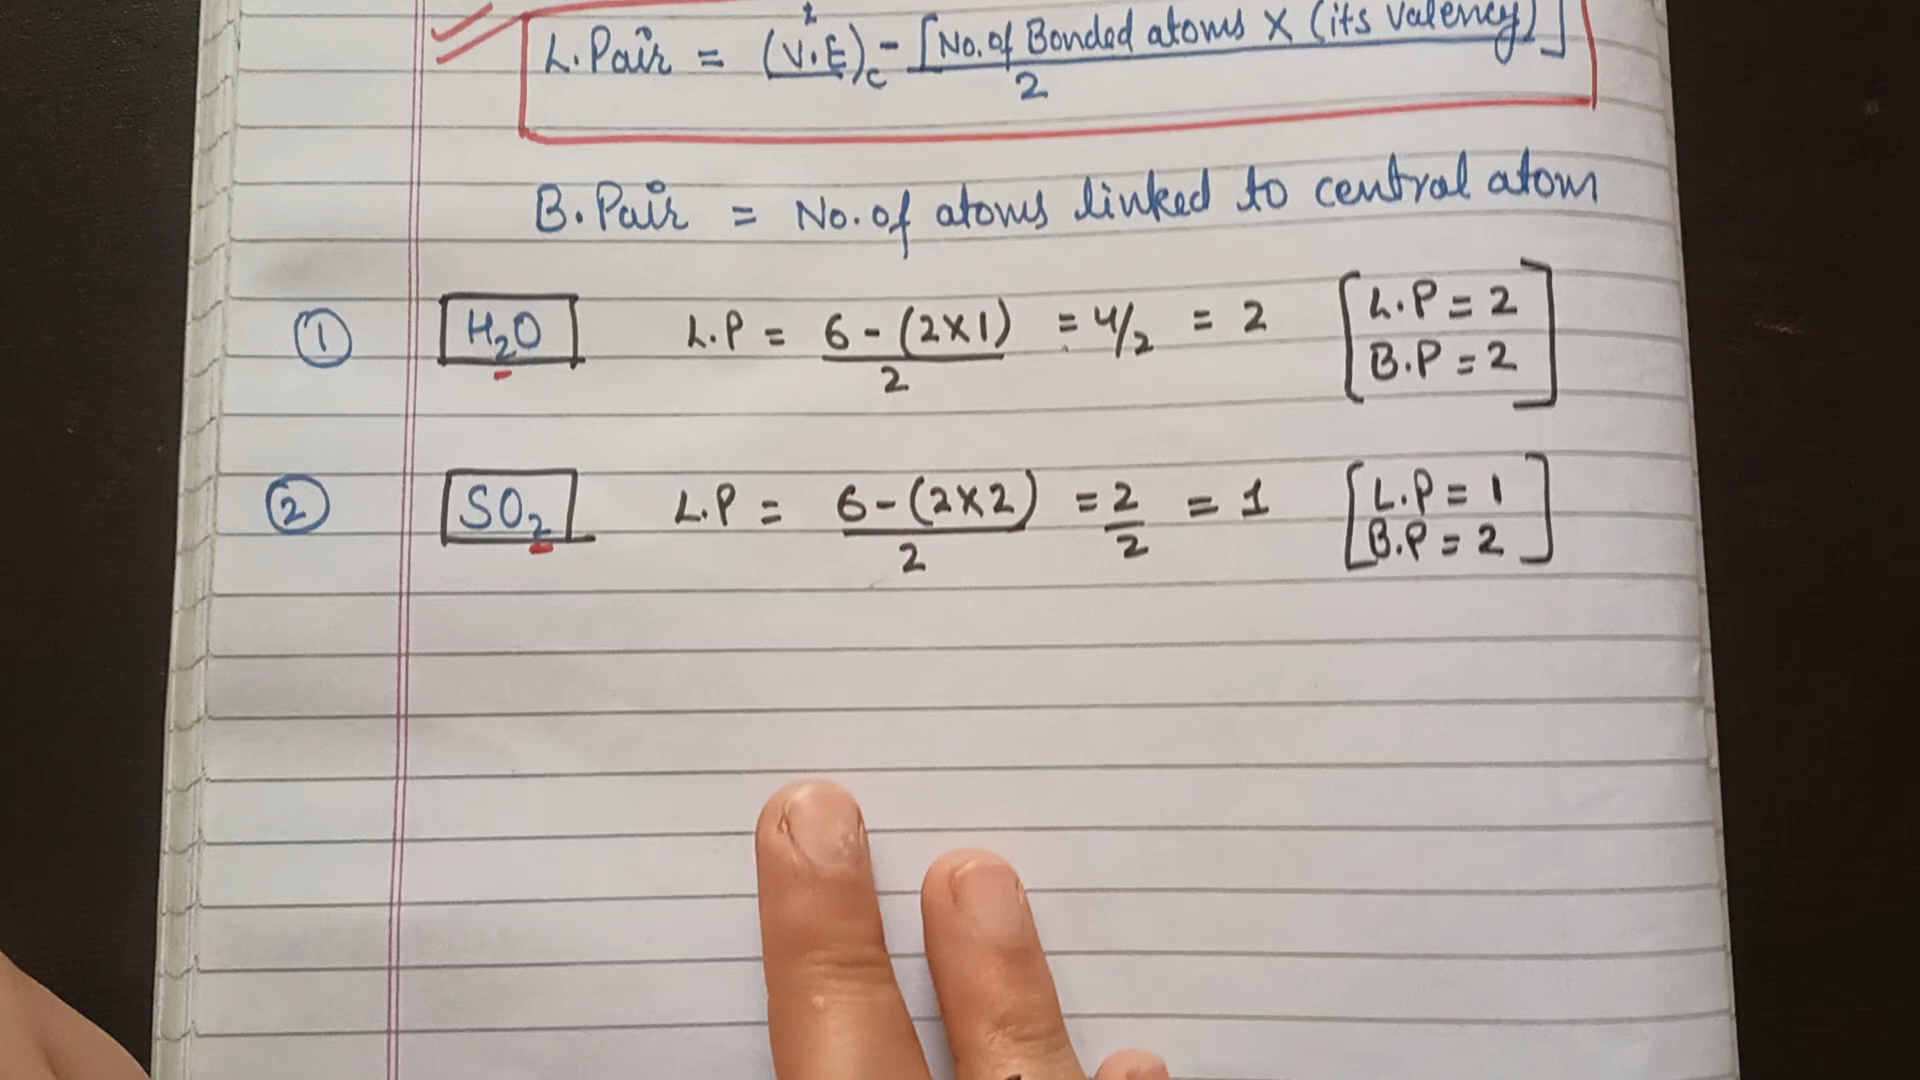 L.Pair = (V.E)c - [No. of Bonded atoms X (its valency)]
2
B.Pair = No. of atoms linked to central atom
① H₂O L.P = 6 - (2×1) / 2 = 4/2 = 2 [L.P = 2
B.P = 2]
② SO₂ L.P = 6 - (2×2) / 2 = 2/2 = 1 [L.P = 1
B.P = 2]